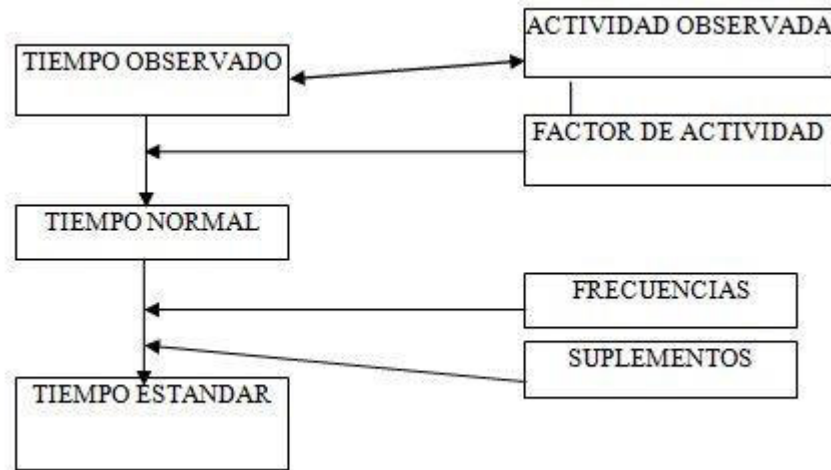 ACTIVIDAD OBSERVADA
TIEMPO OBSERVADO
FACTOR DE ACTIVIDAD
TIEMPO NORMAL
FRECUENCIAS
SUPLEMENTOS
TIEMPO ESTANDAR